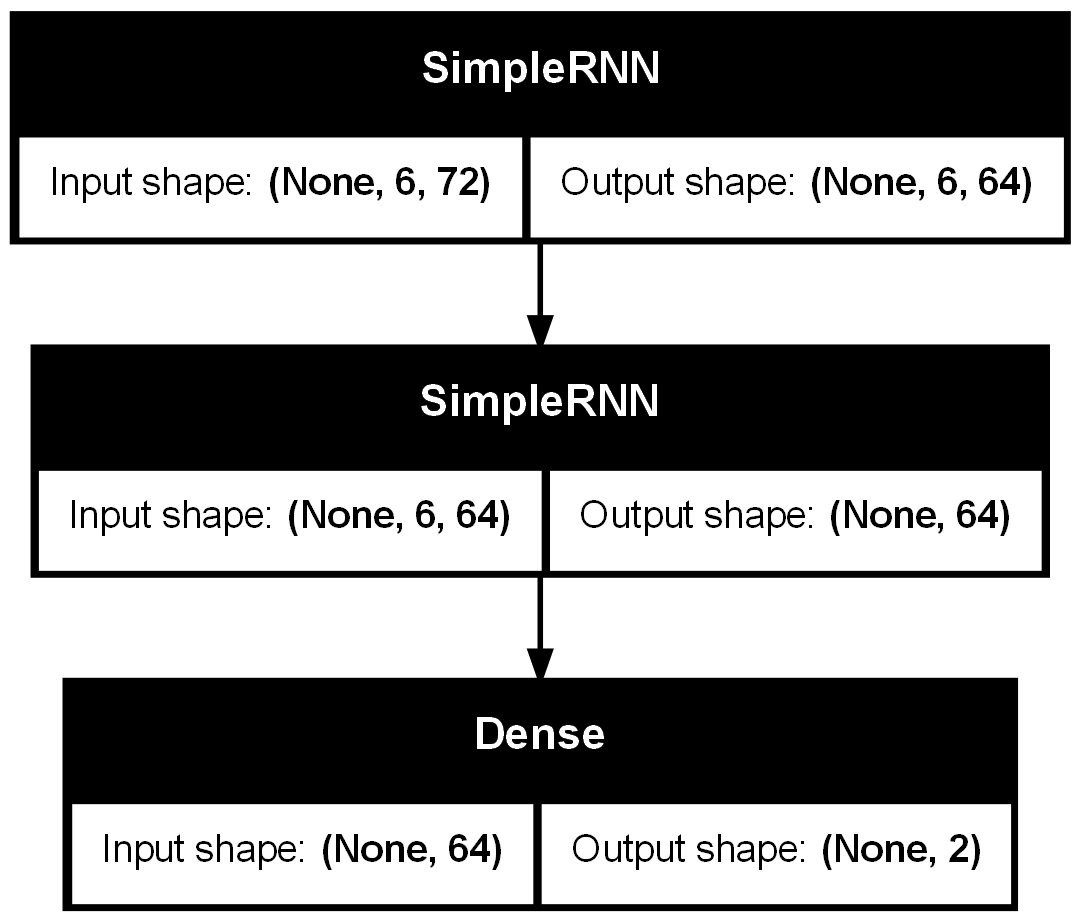 SimpleRNN
Input shape: (None, 6, 72) Output shape: (None, 6, 64)
SimpleRNN
Input shape: (None, 6, 64) Output shape: (None, 64)
Dense
Input shape: (None, 64) Output shape: (None, 2)